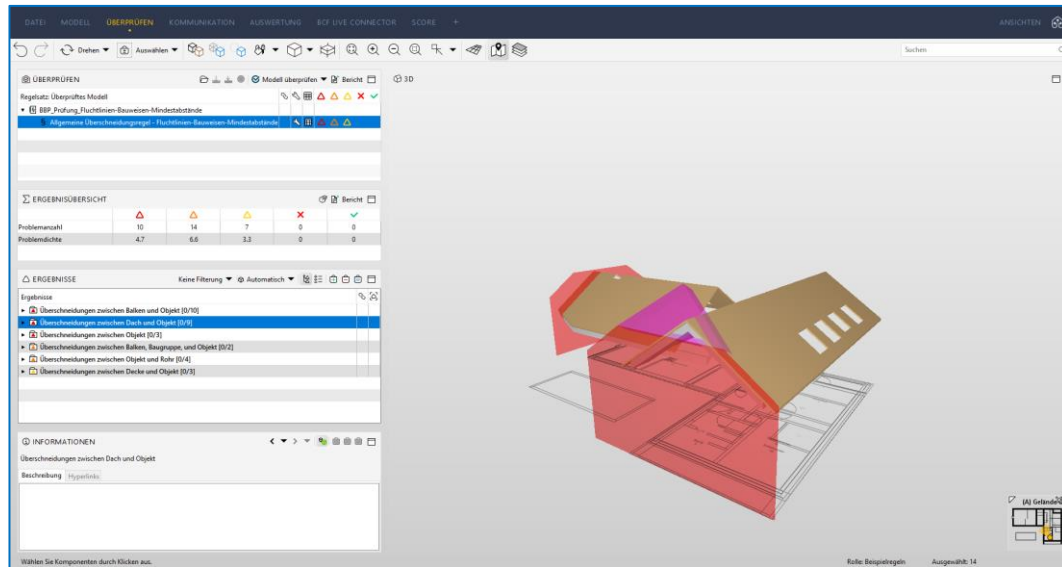 DATEI MODELL ÜBERPRÜFEN KOMMUNIKATION AUSWERTUNG BCF LIVE CONNECTOR SCORE + ANSICHTEN
Drehen Auswählen Suchen
ÜBERPRÜFEN Modell überprüfen Bericht
3D
Regelsatz: Überprüftes Modell
BBP_Prüfung_Fluchtlinien-Bauweisen-Mindestabstände
Allgemeine Überschneidungsregel - Fluchtlinien-Bauweisen-Mindestabstände
ERGEBNISÜBERSICHT Bericht
Problemanzahl 10 14 7 0 0
Problemdichte 4.7 6.6 3.3 0 0
ERGEBNISSE Keine Filterung Automatisch
Ergebnisse
Überschneidungen zwischen Balken und Objekt [0/10]
Überschneidungen zwischen Dach und Objekt [0/9]
Überschneidungen zwischen Objekt [0/3]
Überschneidungen zwischen Balken, Baugruppe, und Objekt [0/2]
Überschneidungen zwischen Objekt und Rohr [0/4]
Überschneidungen zwischen Decke und Objekt [0/3]
INFORMATIONEN
Überschneidungen zwischen Dach und Objekt
Beschreibung Hyperlinks
(A) Gelände
Wählen Sie Komponenten durch Klicken aus. Rolle: Beispielregeln Ausgewählt: 14